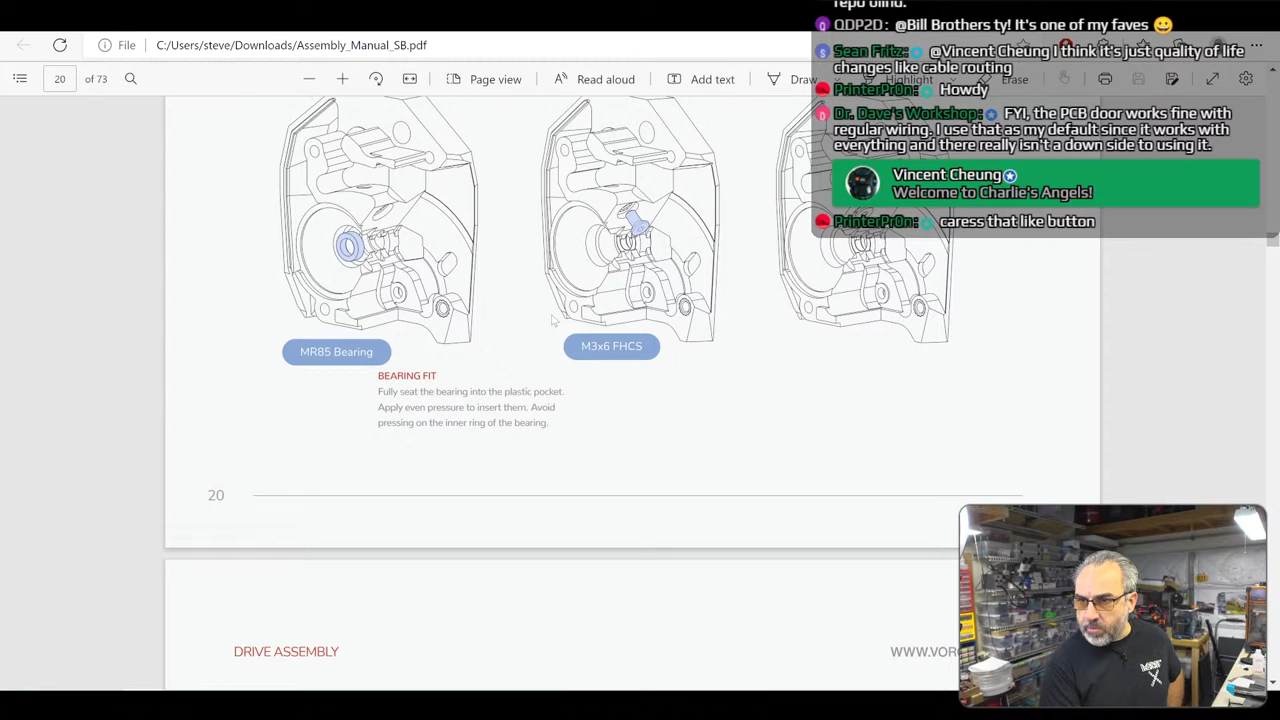 repo blind.
QDP2D: @Bill Brothers ty! It's one of my faves 😀
File
C:/Users/steve/Downloads/Assembly_Manual_SB.pdf
Sean Fritz: @Vincent Cheung I think it's just quality of life
changes like cable routing
20
of 73
Page view
Read aloud
Add text
Draw
Highlight
Erase
PrinterPr0n: Howdy
Dr. Dave's Workshop: FYI, the PCB door works fine with
regular wiring. I use that as my default since it works with
everything and there really isn't a down side to using it.
Vincent Cheung
Welcome to Charlie's Angels!
PrinterPr0n: caress that like button
MR85 Bearing
M3x6 FHCS
BEARING FIT
Fully seat the bearing into the plastic pocket.
Apply even pressure to insert them. Avoid
pressing on the inner ring of the bearing.
20
DRIVE ASSEMBLY
WWW.VORO